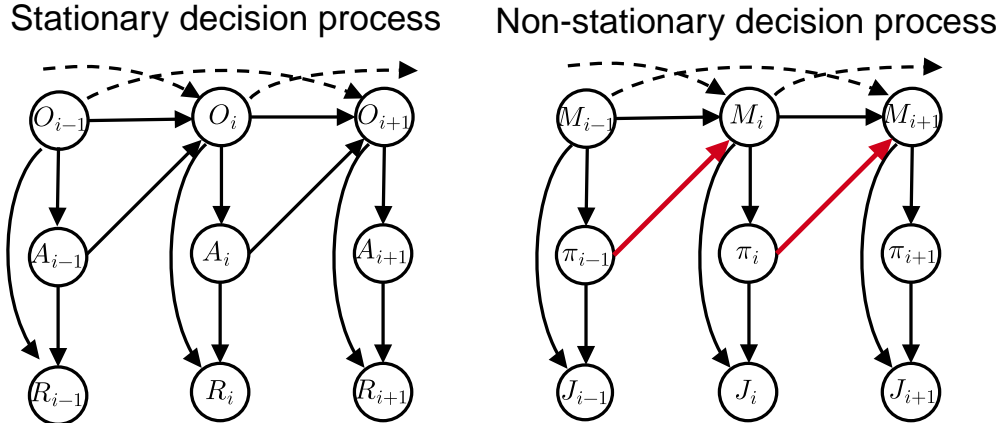 Stationary decision process Non-stationary decision process
O_{i-1} O_i O_{i+1} M_{i-1} M_i M_{i+1}
A_{i-1} A_i A_{i+1} π_{i-1} π_i π_{i+1}
R_{i-1} R_i R_{i+1} J_{i-1} J_i J_{i+1}